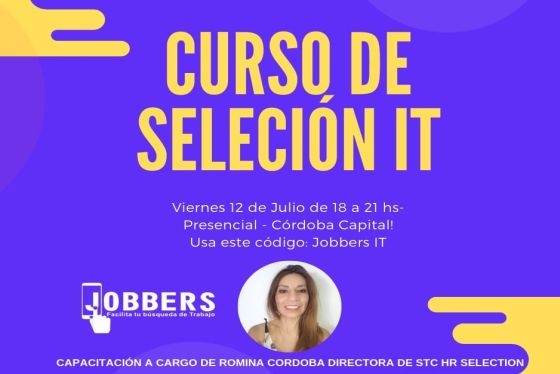 CURSO DE
SELECIÓN IT
Viernes 12 de Julio de 18 a 21 hs-
Presencial - Córdoba Capital!
Usa este código: Jobbers IT
JOBBERS
Facilita tu búsqueda de Trabajo
CAPACITACIÓN A CARGO DE ROMINA CORDOBA DIRECTORA DE STC HR SELECTION